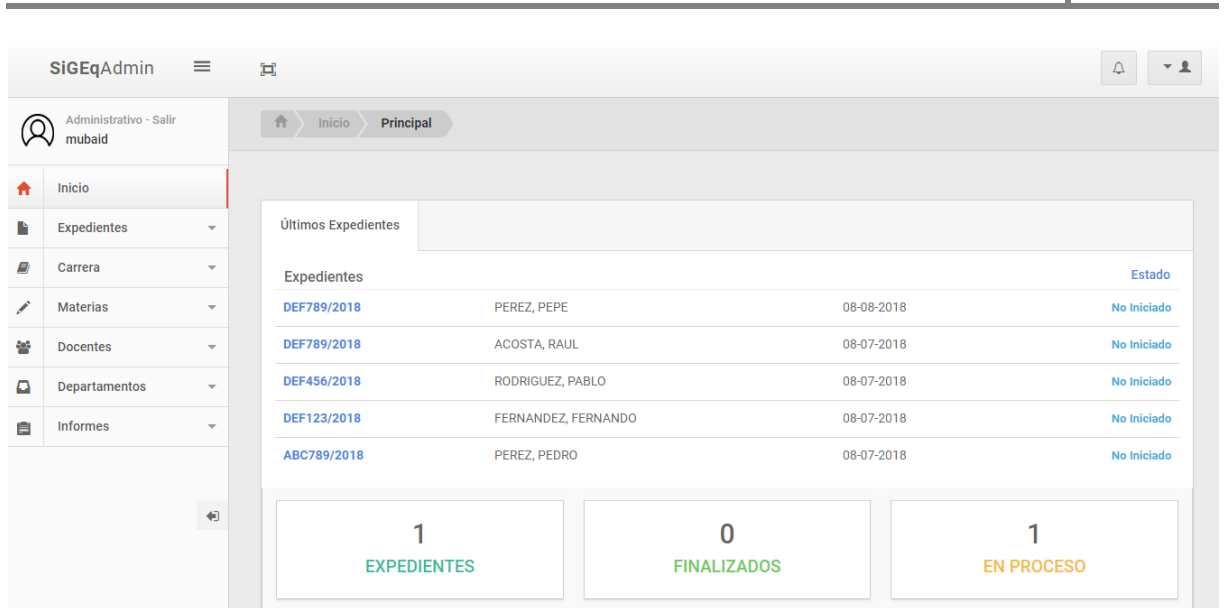 SiGEqAdmin
Administrativo - Salir
mubaid
Inicio Principal
Inicio
Expedientes
Carrera
Materias
Docentes
Departamentos
Informes
Últimos Expedientes
Expedientes Estado
DEF789/2018 PEREZ, PEPE 08-08-2018 No Iniciado
DEF789/2018 ACOSTA, RAUL 08-07-2018 No Iniciado
DEF456/2018 RODRIGUEZ, PABLO 08-07-2018 No Iniciado
DEF123/2018 FERNANDEZ, FERNANDO 08-07-2018 No Iniciado
ABC789/2018 PEREZ, PEDRO 08-07-2018 No Iniciado
1 0 1
EXPEDIENTES FINALIZADOS EN PROCESO